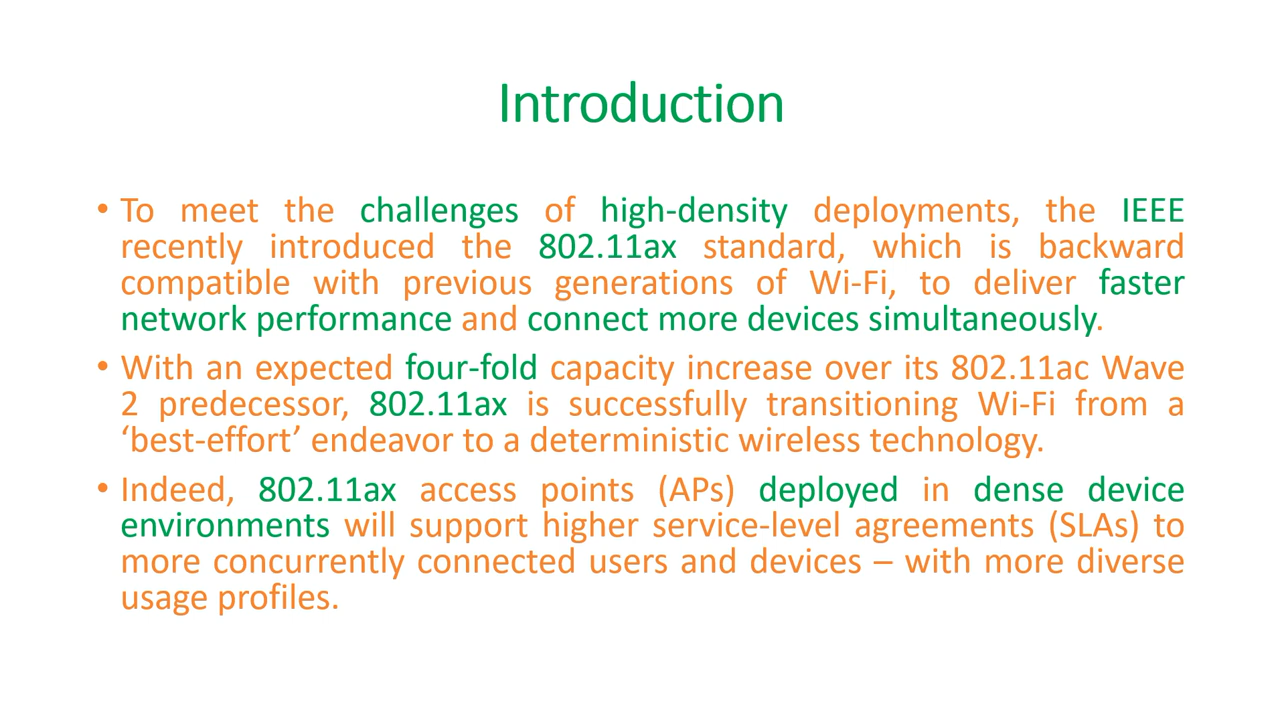 Introduction
• To meet the challenges of high-density deployments, the IEEE
recently introduced the 802.11ax standard, which is backward
compatible with previous generations of Wi-Fi, to deliver faster
network performance and connect more devices simultaneously.
• With an expected four-fold capacity increase over its 802.11ac Wave
2 predecessor, 802.11ax is successfully transitioning Wi-Fi from a
‘best-effort’ endeavor to a deterministic wireless technology.
• Indeed, 802.11ax access points (APs) deployed in dense device
environments will support higher service-level agreements (SLAs) to
more concurrently connected users and devices – with more diverse
usage profiles.